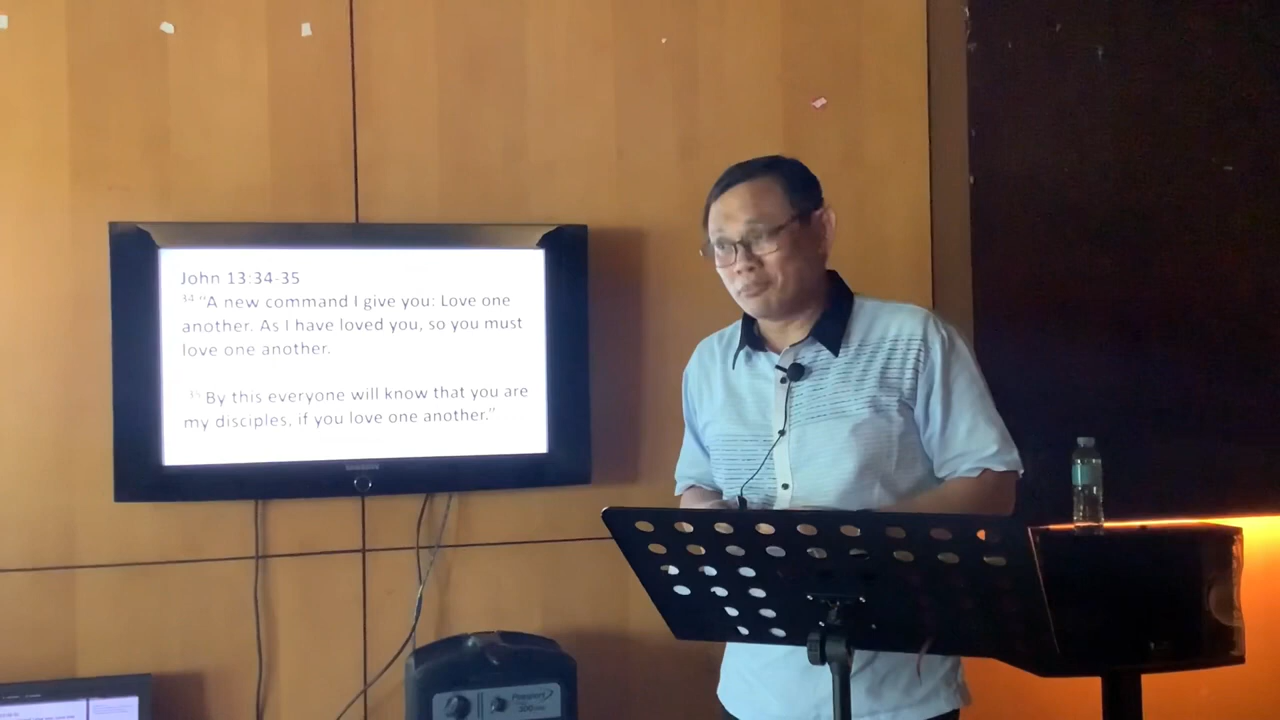 John 13:34-35
34 “A new command I give you: Love one
another. As I have loved you, so you must
love one another.
35 By this everyone will know that you are
my disciples, if you love one another.”
SAMSUNG
Passport